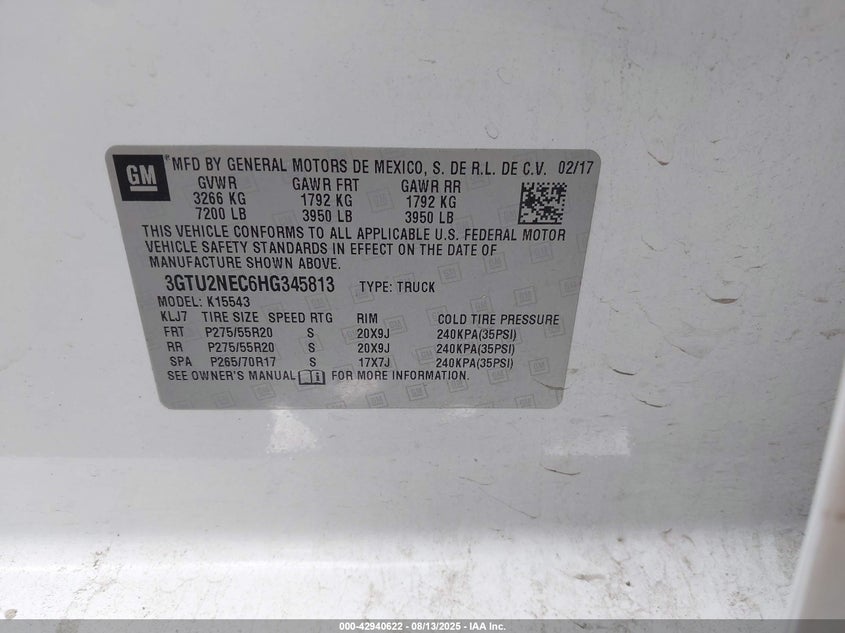 GM ® MFD BY GENERAL MOTORS DE MEXICO, S. DE R.L. DE C.V. 02/17
GVWR GAWR FRT GAWR RR
3266 KG 1792 KG 1792 KG
7200 LB 3950 LB 3950 LB
THIS VEHICLE CONFORMS TO ALL APPLICABLE U.S. FEDERAL MOTOR
VEHICLE SAFETY STANDARDS IN EFFECT ON THE DATE OF
MANUFACTURE SHOWN ABOVE.
3GTU2NEC6HG345813 TYPE: TRUCK
MODEL: K15543
KLJ7 TIRE SIZE SPEED RTG RIM COLD TIRE PRESSURE
FRT P275/55R20 S 20X9J 240KPA(35PSI)
RR P275/55R20 S 20X9J 240KPA(35PSI)
SPA P265/70R17 S 17X7J 240KPA(35PSI)
SEE OWNER'S MANUAL FOR MORE INFORMATION.
000-42940622 - 08/13/2025 - IAA Inc.